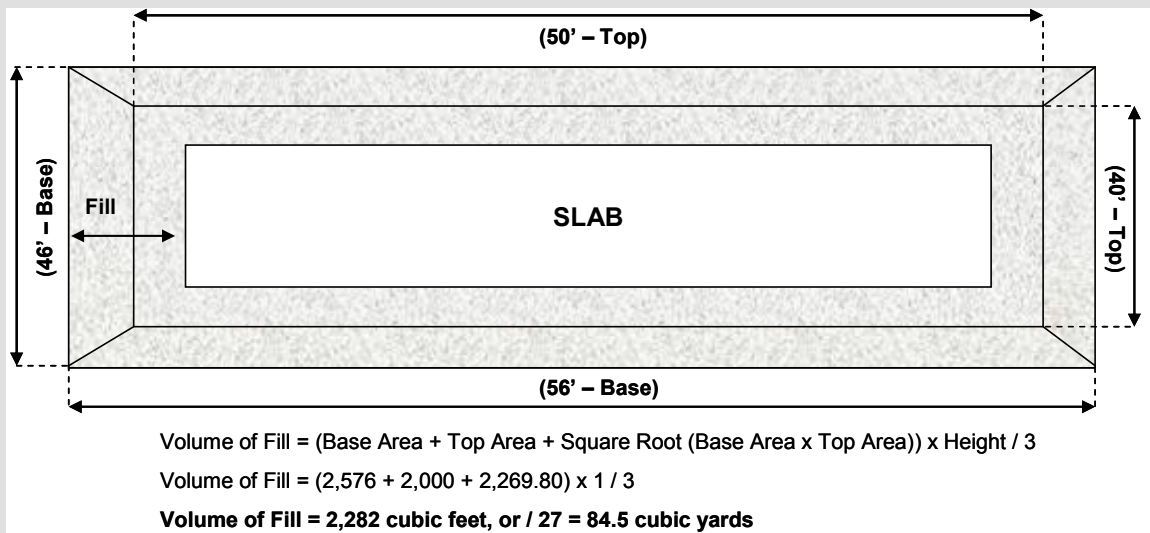 (50’ – Top)
(46’ – Base)
Fill
SLAB
(40’ – Top)
(56’ – Base)
Volume of Fill = (Base Area + Top Area + Square Root (Base Area x Top Area)) x Height / 3
Volume of Fill = (2,576 + 2,000 + 2,269.80) x 1 / 3
Volume of Fill = 2,282 cubic feet, or / 27 = 84.5 cubic yards